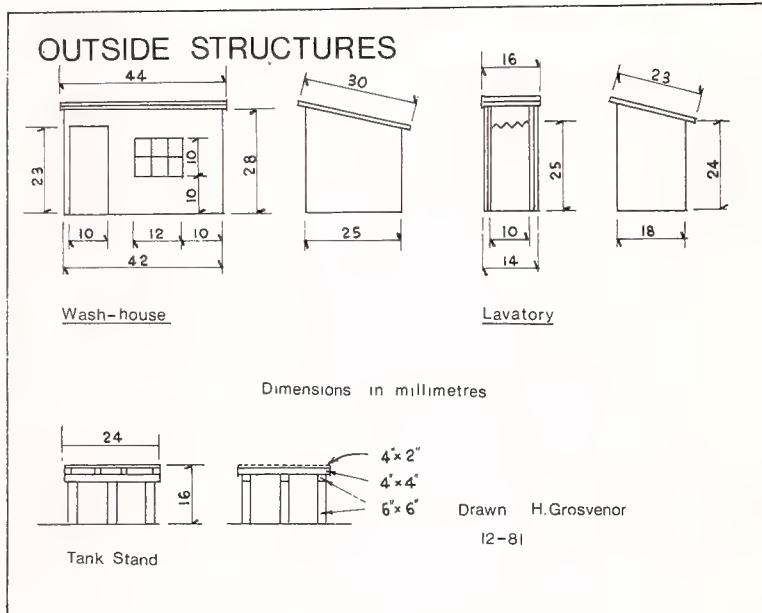 OUTSIDE STRUCTURES
44
23
10
10
28
10
12
10
42
30
25
Wash-house
16
25
10
14
23
24
18
Lavatory
Dimensions in millimetres
24
16
Tank Stand
4"x 2"
4"x 4"
6"x 6"
Drawn H.Grosvenor
12-81